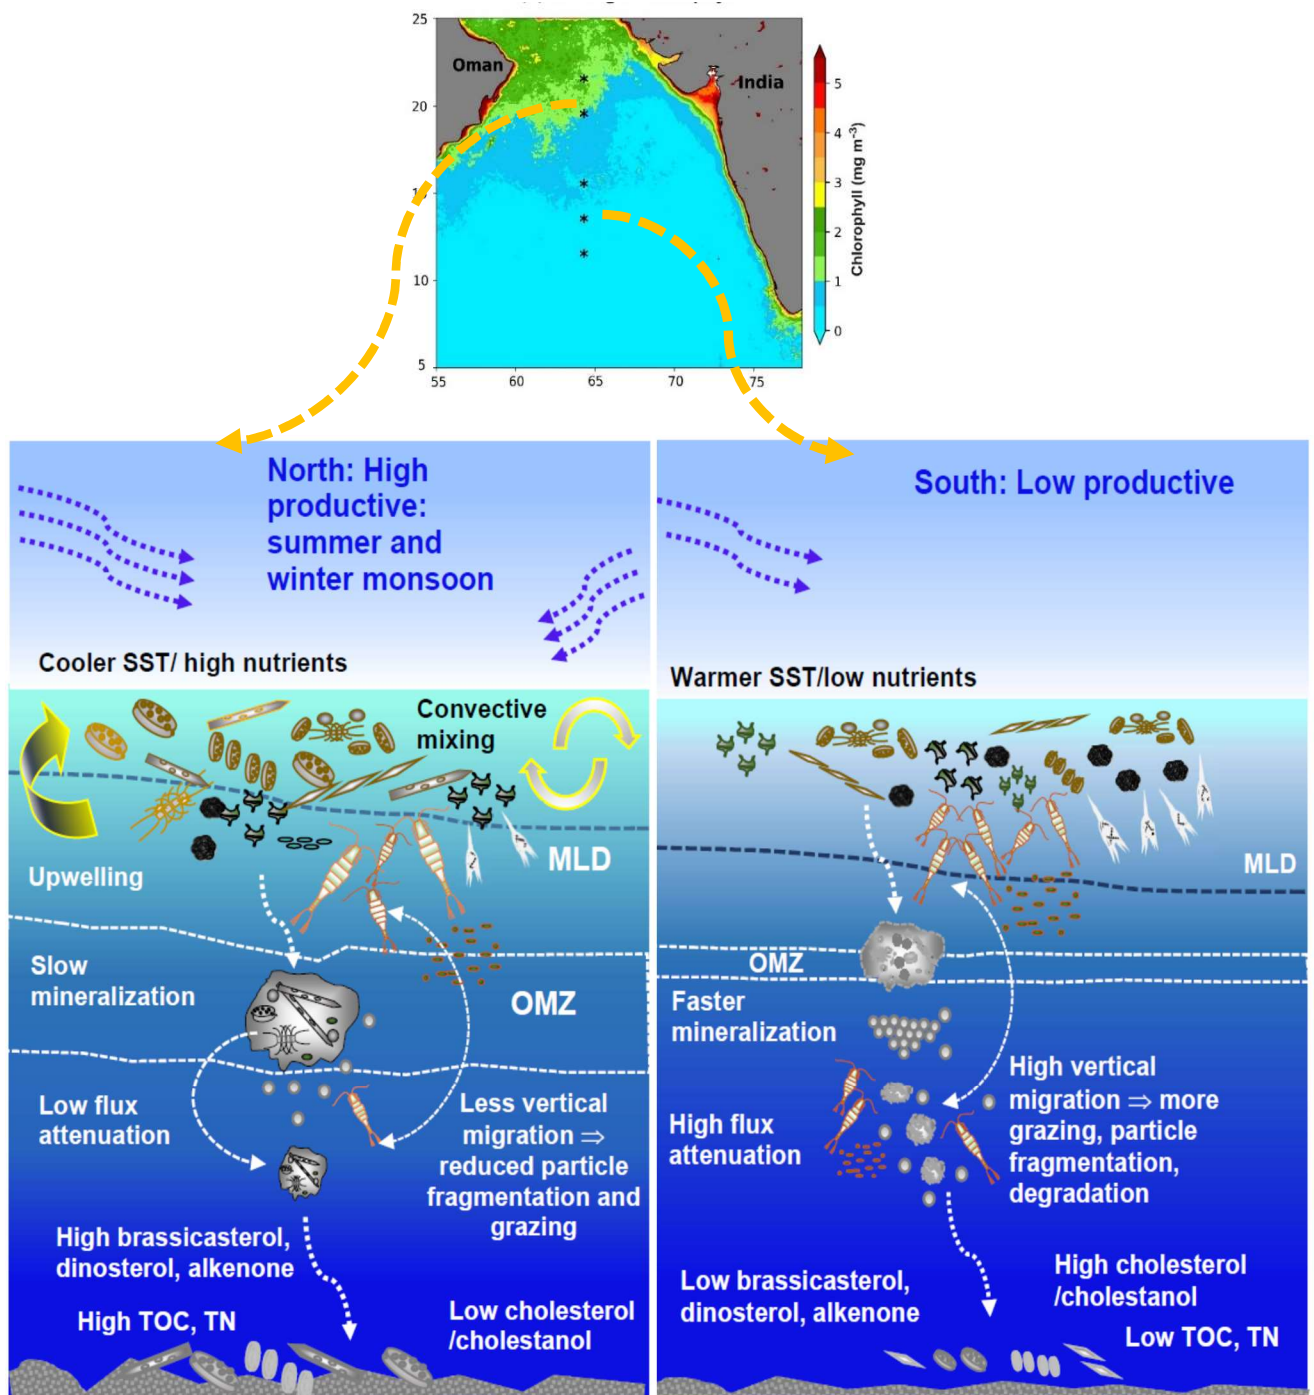 25
20
15
10
5
55
60
65
70
75
Oman
India
5
4
3
2
1
0
Chlorophyll (mg m⁻³)
North: High
productive:
summer and
winter monsoon
Cooler SST/ high nutrients
Convective
mixing
MLD
Upwelling
Slow
mineralization
OMZ
Low flux
attenuation
Less vertical
migration ⇒
reduced particle
fragmentation and
grazing
High brassicasterol,
dinosterol, alkenone
High TOC, TN
Low cholesterol
/cholestanol
South: Low productive
Warmer SST/low nutrients
MLD
OMZ
Faster
mineralization
High flux
attenuation
High vertical
migration ⇒ more
grazing, particle
fragmentation,
degradation
Low brassicasterol,
dinosterol, alkenone
High cholesterol
/cholestanol
Low TOC, TN